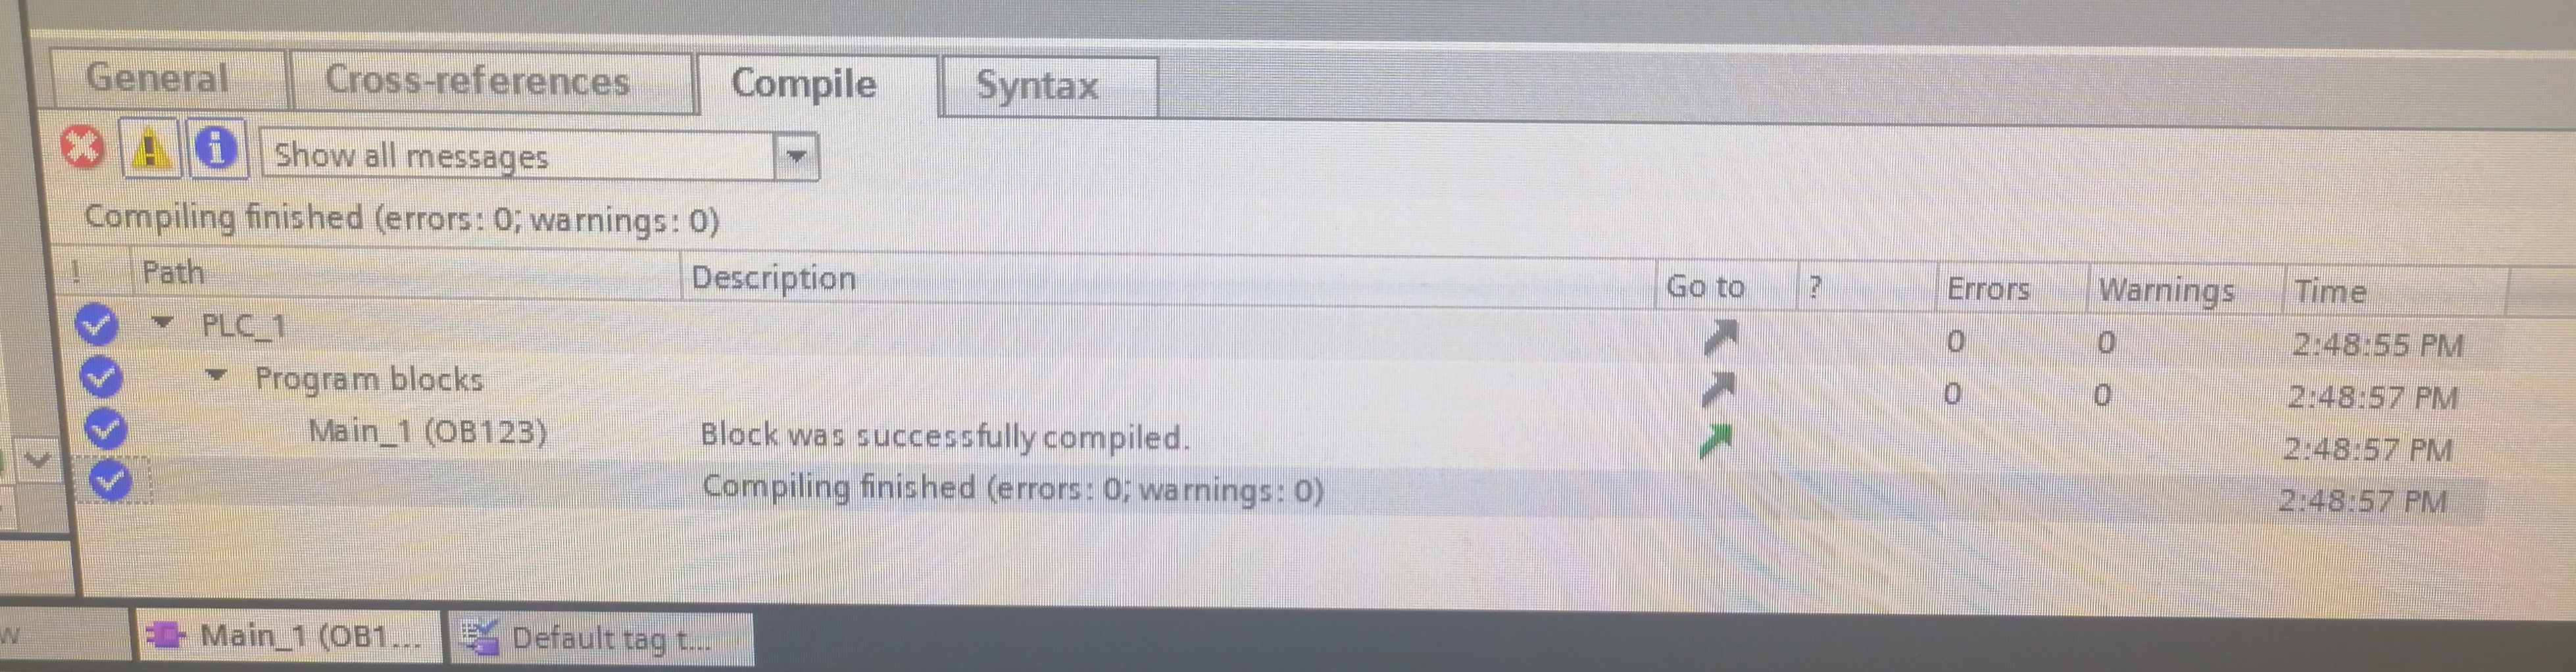 General Cross-references Compile Syntax
Show all messages
Compiling finished (errors: 0; warnings: 0)
! Path Description Go to ? Errors Warnings Time
PLC_1 0 0 2:48:55 PM
Program blocks 0 0 2:48:57 PM
Main_1 (OB123) Block was successfully compiled. 2:48:57 PM
Compiling finished (errors: 0; warnings: 0) 2:48:57 PM
w Main_1 (OB1... Default tag t...